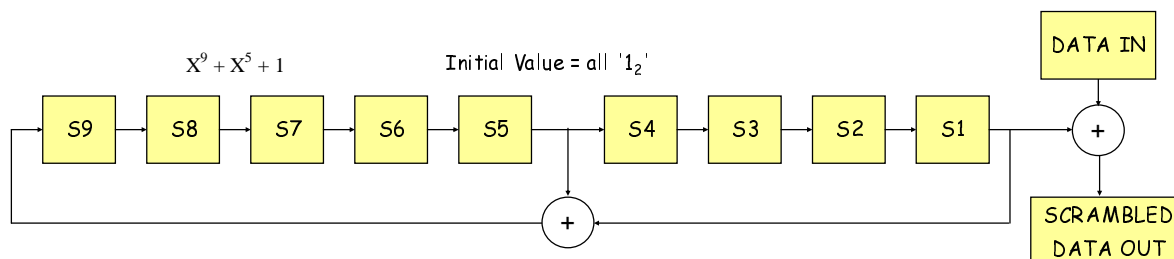 DATA IN
X⁹ + X⁵ + 1
Initial Value = all '1₂'
S9
S8
S7
S6
S5
S4
S3
S2
S1
+
+
SCRAMBLED
DATA OUT